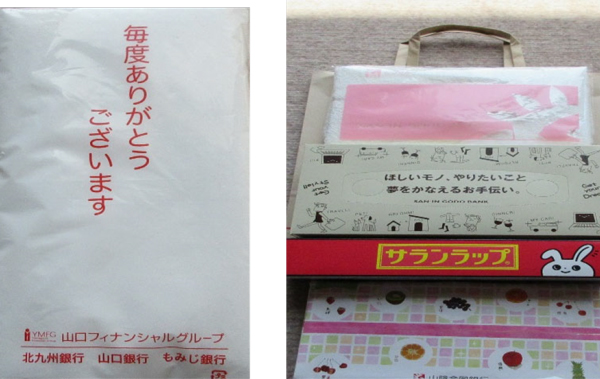 毎度ありがとう
ございます
YMFG
山口フィナンシャルグループ
北九州銀行 山口銀行 もみじ銀行
ほしいモノ、やりたいこと
夢をかなえるお手伝い。
SAN IN GODO BANK
Get
your
Dream
サランラップ®